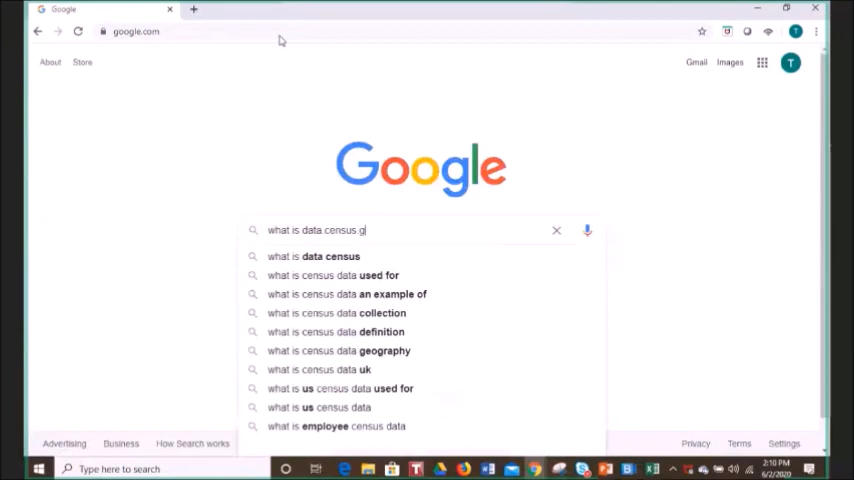 Google
google.com
About Store
Gmail Images
T
T
Google
what is data.census.g
what is data census
what is census data used for
what is census data an example of
what is census data collection
what is census data definition
what is census data geography
what is census data uk
what is us census data used for
what is us census data
what is employee census data
Advertising Business How Search works
Privacy Terms Settings
Type here to search
2:10 PM
6/2/2020